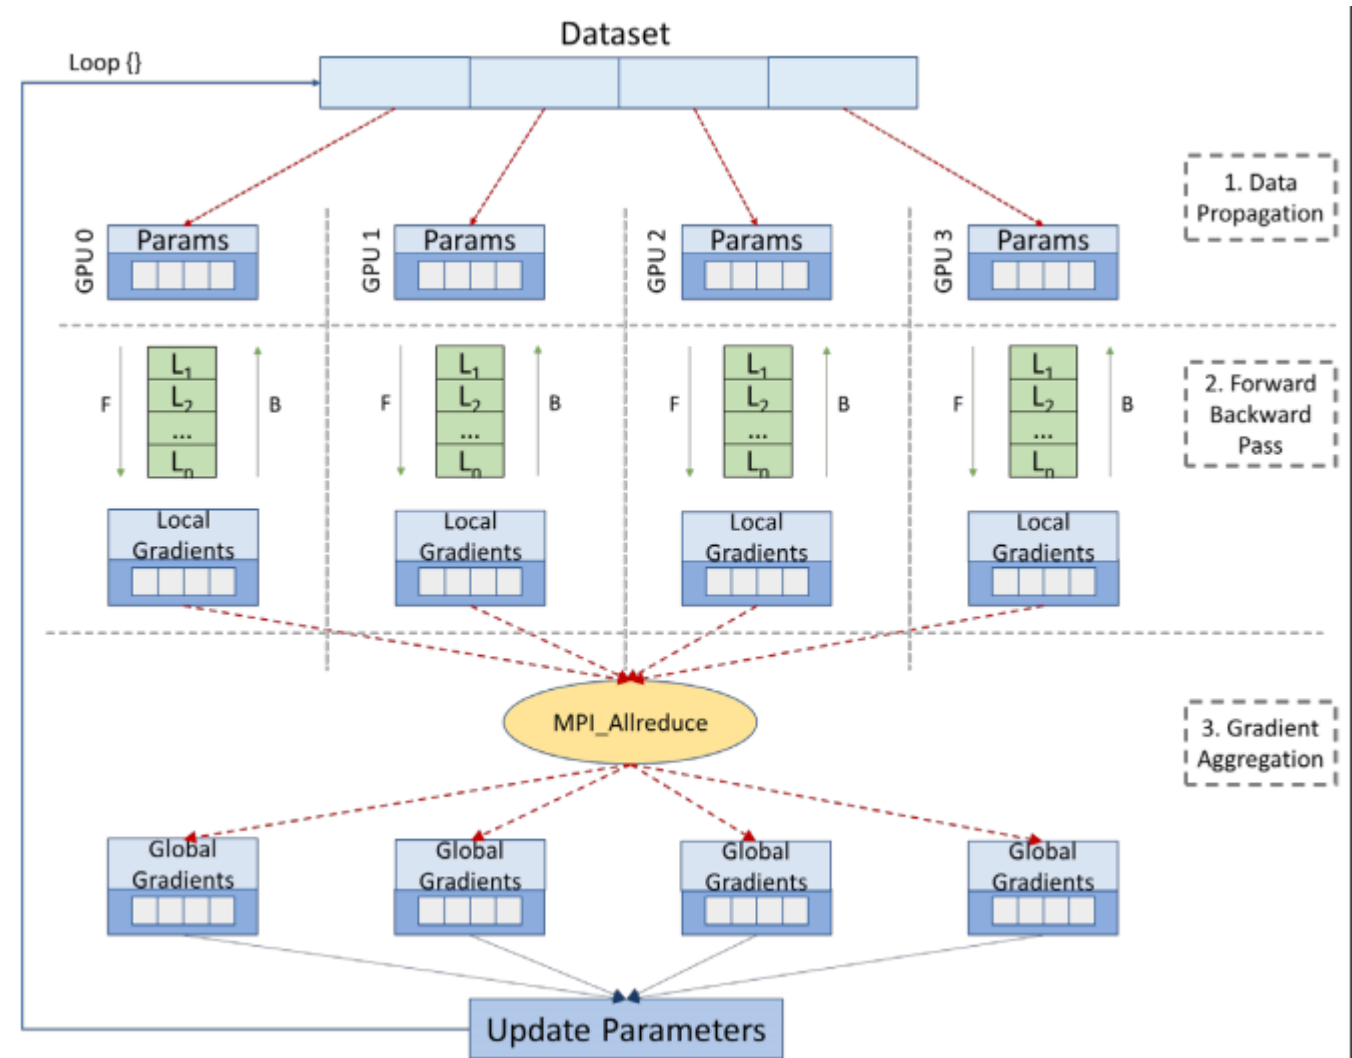 Dataset
Loop {}
1. Data
Propagation
GPU 0
Params
GPU 1
Params
GPU 2
Params
GPU 3
Params
F
L1
L2
...
Ln
B
F
L1
L2
...
Ln
B
F
L1
L2
...
Ln
B
F
L1
L2
...
Ln
B
2. Forward
Backward
Pass
Local
Gradients
Local
Gradients
Local
Gradients
Local
Gradients
MPI_Allreduce
3. Gradient
Aggregation
Global
Gradients
Global
Gradients
Global
Gradients
Global
Gradients
Update Parameters